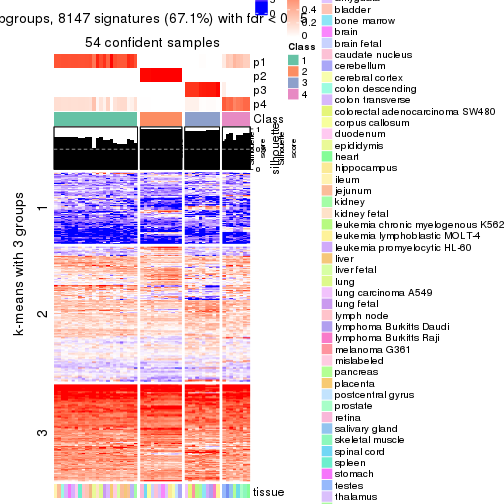 ogroups, 8147 signatures (67.1%) with fdr < 0
54 confident samples
p1
p2
p3
p4
Class
1
0.5
0
silhouette
score
k-means with 3 groups
1
2
3
tissue
0
0.4
0.2
0
Class
1
2
3
4
bladder
bone marrow
brain
brain fetal
caudate nucleus
cerebellum
cerebral cortex
colon descending
colon transverse
colorectal adenocarcinoma SW480
corpus callosum
duodenum
epididymis
heart
hippocampus
ileum
jejunum
kidney
kidney fetal
leukemia chronic myelogenous K562
leukemia lymphoblastic MOLT-4
leukemia promyelocytic HL-60
liver
liver fetal
lung
lung carcinoma A549
lung fetal
lymph node
lymphoma Burkitts Daudi
lymphoma Burkitts Raji
melanoma G361
mislabeled
pancreas
placenta
postcentral gyrus
prostate
retina
salivary gland
skeletal muscle
spinal cord
spleen
stomach
testes
thalamus